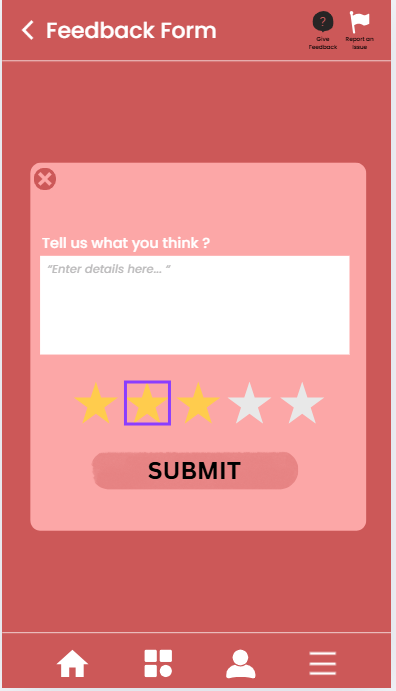 Feedback Form
?
Give
Feedback
Report an
Issue
Tell us what you think ?
“Enter details here... “
SUBMIT